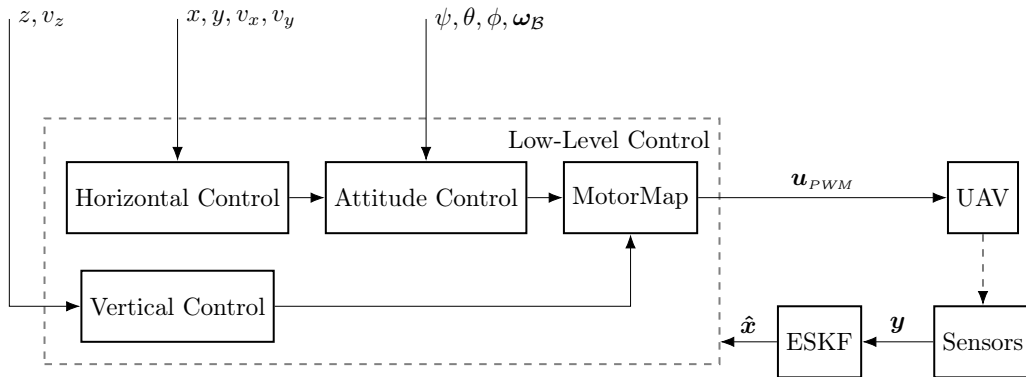 z, v_z
x, y, v_x, v_y
ψ, θ, ϕ, ω_ℬ
Low-Level Control
Horizontal Control
Attitude Control
MotorMap
u_PWM
UAV
Vertical Control
x̂
ESKF
y
Sensors